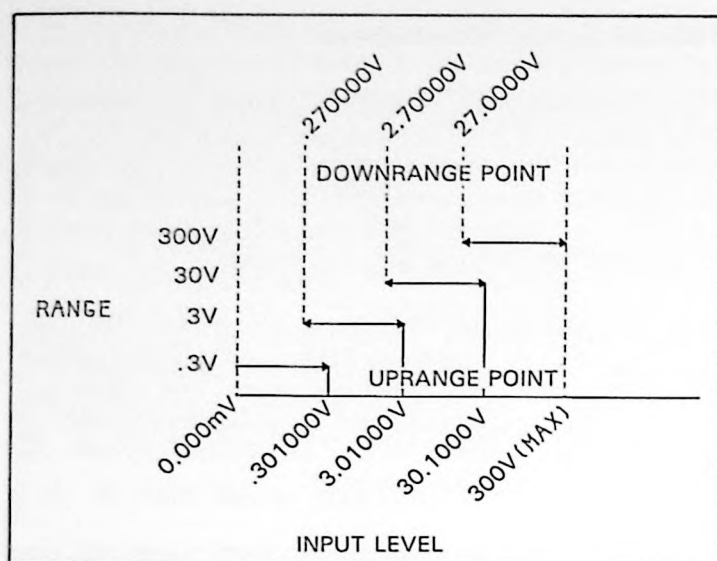 270000V
2.70000V
27.0000V
DOWNRANGE POINT
300V
30V
RANGE
3V
.3V
UPRANGE POINT
0.000mV
.301000V
3.01000V
30.1000V
300V(MAX)
INPUT LEVEL